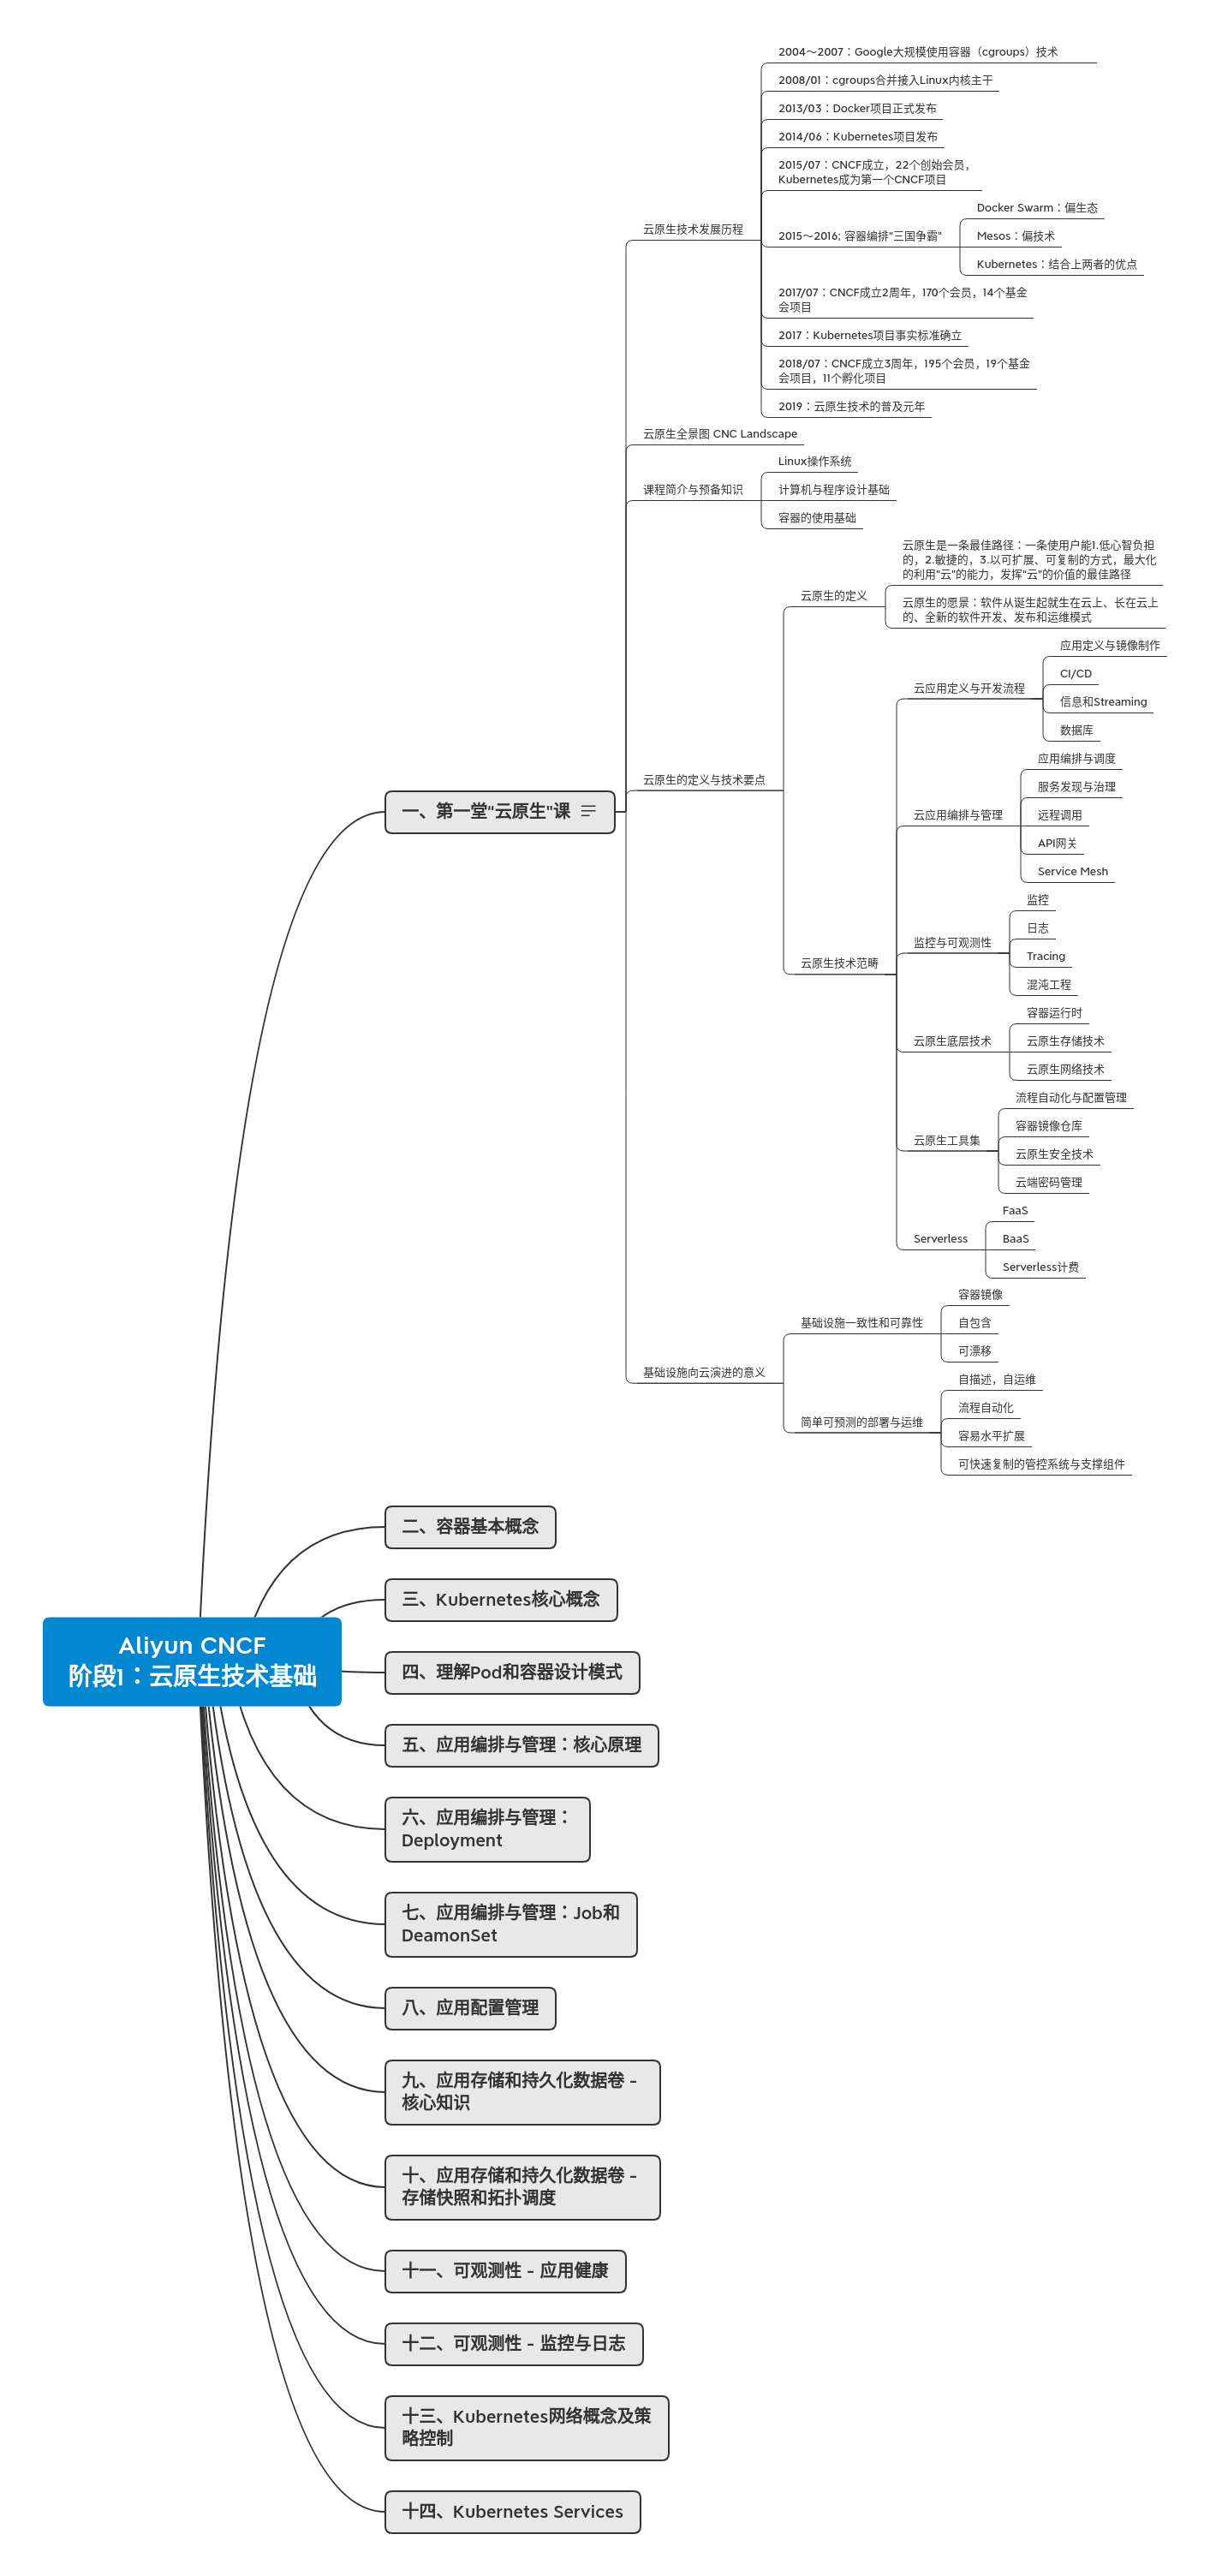 2004～2007：Google大规模使用容器（cgroups）技术
2008/01：cgroups合并接入Linux内核主干
2013/03：Docker项目正式发布
2014/06：Kubernetes项目发布
2015/07：CNCF成立，22个创始会员，
Kubernetes成为第一个CNCF项目
云原生技术发展历程
2015～2016; 容器编排"三国争霸"
Docker Swarm：偏生态
Mesos：偏技术
Kubernetes：结合上两者的优点
2017/07：CNCF成立2周年，170个会员，14个基金
会项目
2017：Kubernetes项目事实标准确立
2018/07：CNCF成立3周年，195个会员，19个基金
会项目，11个孵化项目
2019：云原生技术的普及元年
云原生全景图 CNC Landscape
课程简介与预备知识
Linux操作系统
计算机与程序设计基础
容器的使用基础
云原生的定义与技术要点
云原生的定义
云原生是一条最佳路径：一条使用户能1.低心智负担
的，2.敏捷的，3.以可扩展、可复制的方式，最大化
的利用"云"的能力，发挥"云"的价值的最佳路径
云原生的愿景：软件从诞生起就生在云上、长在云上
的、全新的软件开发、发布和运维模式
云原生技术范畴
云应用定义与开发流程
应用定义与镜像制作
CI/CD
信息和Streaming
数据库
云应用编排与管理
应用编排与调度
服务发现与治理
远程调用
API网关
Service Mesh
监控与可观测性
监控
日志
Tracing
混沌工程
云原生底层技术
容器运行时
云原生存储技术
云原生网络技术
云原生工具集
流程自动化与配置管理
容器镜像仓库
云原生安全技术
云端密码管理
Serverless
FaaS
BaaS
Serverless计费
基础设施向云演进的意义
基础设施一致性和可靠性
容器镜像
自包含
可漂移
简单可预测的部署与运维
自描述，自运维
流程自动化
容易水平扩展
可快速复制的管控系统与支撑组件
一、第一堂"云原生"课
Aliyun CNCF
阶段1：云原生技术基础
二、容器基本概念
三、Kubernetes核心概念
四、理解Pod和容器设计模式
五、应用编排与管理：核心原理
六、应用编排与管理：
Deployment
七、应用编排与管理：Job和
DeamonSet
八、应用配置管理
九、应用存储和持久化数据卷 -
核心知识
十、应用存储和持久化数据卷 -
存储快照和拓扑调度
十一、可观测性 - 应用健康
十二、可观测性 - 监控与日志
十三、Kubernetes网络概念及策
略控制
十四、Kubernetes Services